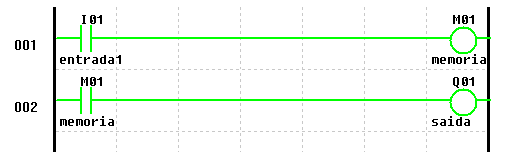 I01 M01
001
entrada1 memoria
M01 Q01
002
memoria saida